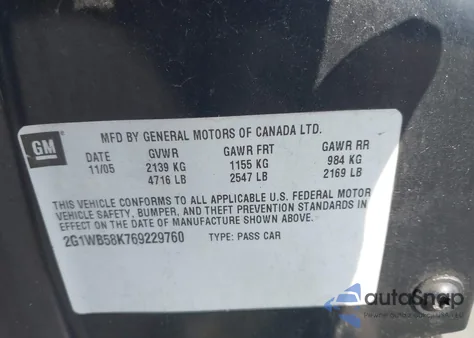 GM
MFD BY GENERAL MOTORS OF CANADA LTD.
DATE GVWR GAWR FRT GAWR RR
11/05 2139 KG 1155 KG 984 KG
4716 LB 2547 LB 2169 LB
THIS VEHICLE CONFORMS TO ALL APPLICABLE U.S. FEDERAL MOTOR
VEHICLE SAFETY, BUMPER, AND THEFT PREVENTION STANDARDS IN
EFFECT ON THE DATE OF MANUFACTURE SHOWN ABOVE.
2G1WB58K769229760 TYPE: PASS CAR
autoSnap